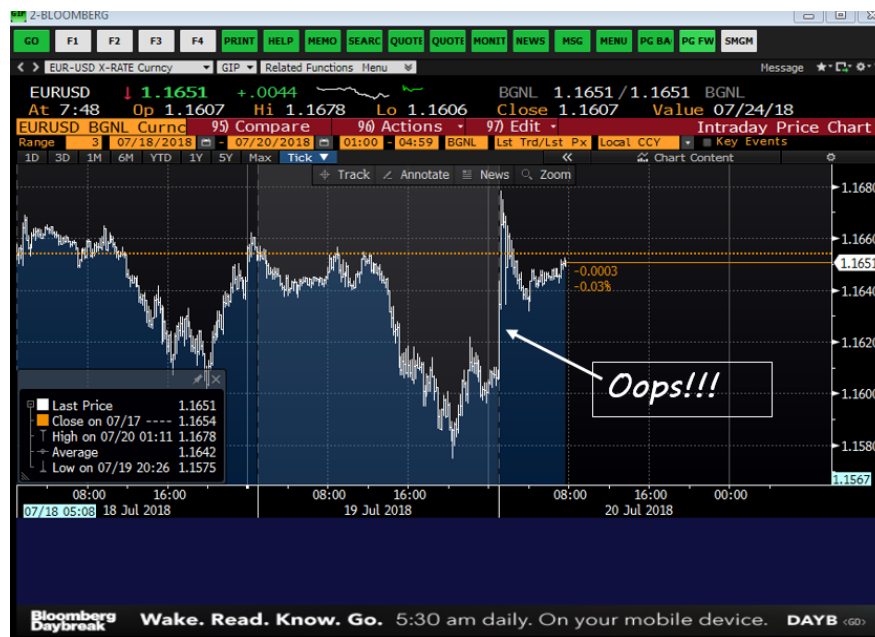 GIP 2-BLOOMBERG
GO F1 F2 F3 F4 PRINT HELP MEMO SEARC QUOTE QUOTE MONIT NEWS MSG MENU PG BA PG FW SMGM
< > EUR-USD X-RATE Curncy GIP Related Functions Menu Message
EURUSD ↓ 1.1651 +.0044 BGNL 1.1651/1.1651 BGNL
At 7:48 Op 1.1607 Hi 1.1678 Lo 1.1606 Close 1.1607 Value 07/24/18
EURUSD BGNL Curnc 95) Compare 96) Actions 97) Edit Intraday Price Chart
Range 3 07/18/2018 - 07/20/2018 01:00 - 04:59 BGNL Lst Trd/Lst Px Local CCY Key Events
1D 3D 1M 6M YTD 1Y 5Y Max Tick ▼ « Chart Content
Track Annotate News Zoom
1.1680
1.1660
1.1651
-0.0003
-0.03%
1.1640
1.1620
1.1600
1.1580
1.1567
Oops!!!
Last Price 1.1651
Close on 07/17 ---- 1.1654
High on 07/20 01:11 1.1678
Average 1.1642
Low on 07/19 20:26 1.1575
08:00 16:00 08:00 16:00 08:00 16:00 00:00
07/18 05:08 18 Jul 2018 19 Jul 2018 20 Jul 2018
Bloomberg
Daybreak Wake. Read. Know. Go. 5:30 am daily. On your mobile device. DAYB <GO>